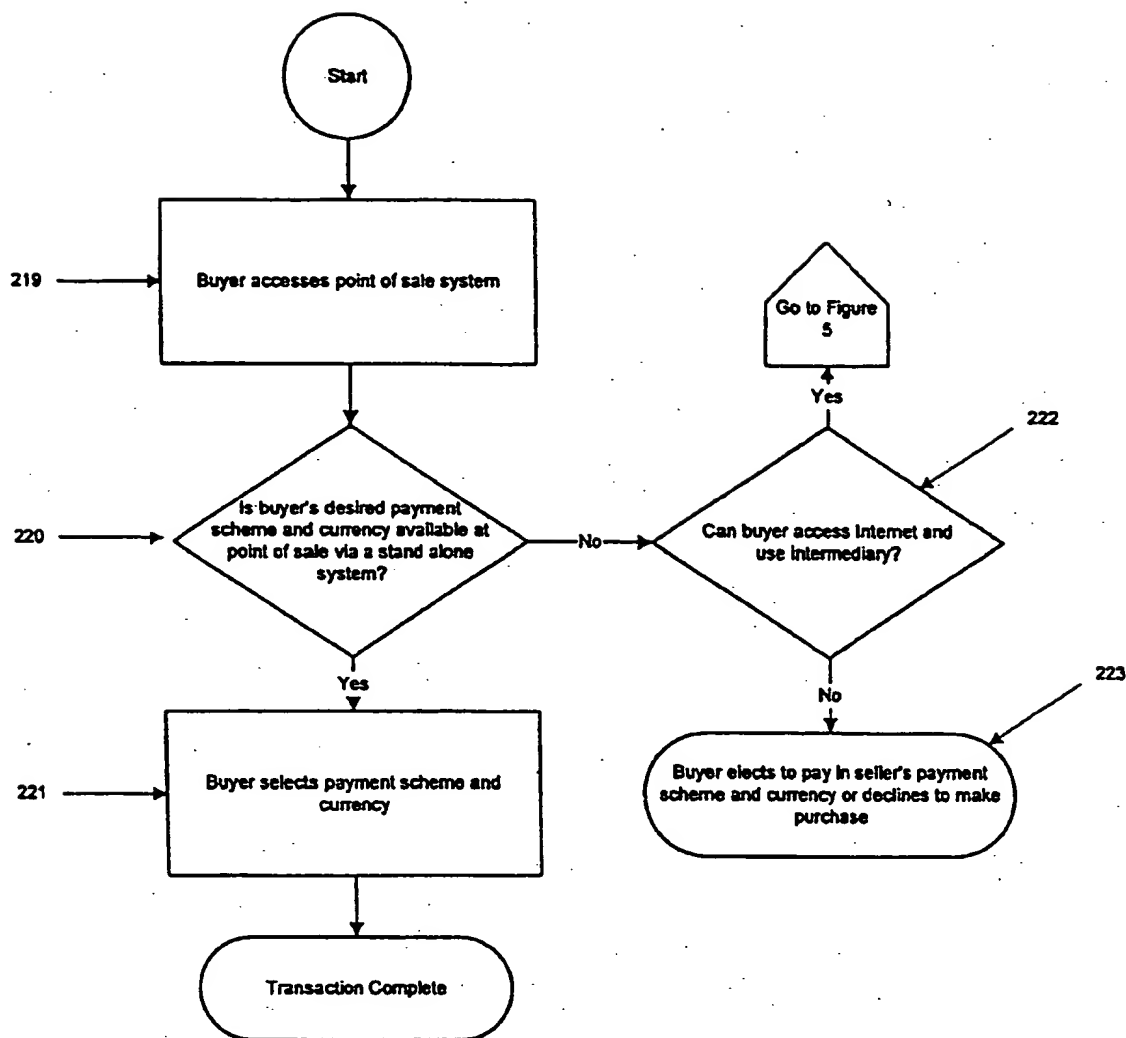 Start
219
Buyer accesses point of sale system
Go to Figure
5
Yes
222
220
Is buyer's desired payment
scheme and currency available at
point of sale via a stand alone
system?
No
Can buyer access Internet and
use intermediary?
Yes
No
223
221
Buyer selects payment scheme and
currency
Buyer elects to pay in seller's payment
scheme and currency or declines to make
purchase
Transaction Complete